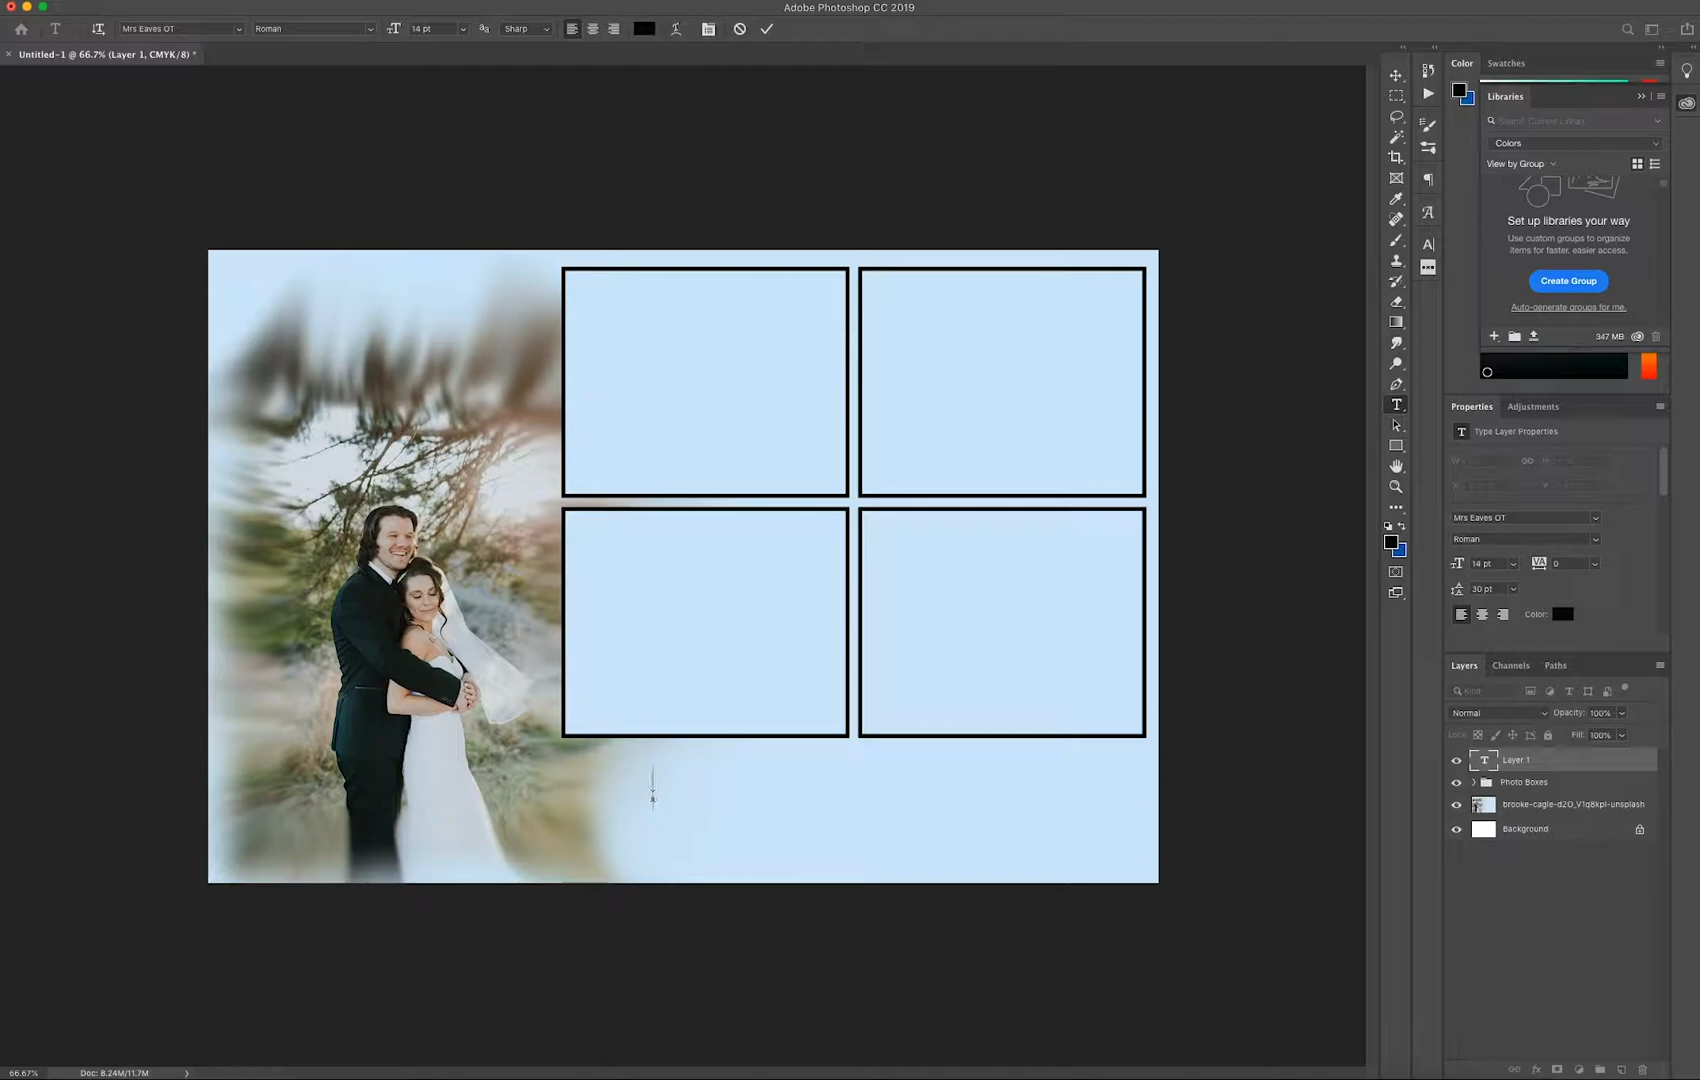 Adobe Photoshop CC 2019
Mrs Eaves OT
Roman
14 pt
Sharp
Untitled-1 @ 66.7% (Layer 1, CMYK/8) *
Color
Swatches
Libraries
Search Current Library
Colors
View by Group
Set up libraries your way
Use custom groups to organize
items for faster, easier access.
Create Group
Auto-generate groups for me.
347 MB
Properties
Adjustments
Type Layer Properties
Mrs Eaves OT
Roman
14 pt
0
30 pt
Color:
Layers
Channels
Paths
Kind
Normal
Opacity: 100%
Lock:
Fill: 100%
Layer 1
Photo Boxes
brooke-cagle-d2O_V1q8kpI-unsplash
Background
66.67%
Doc: 8.24M/11.7M